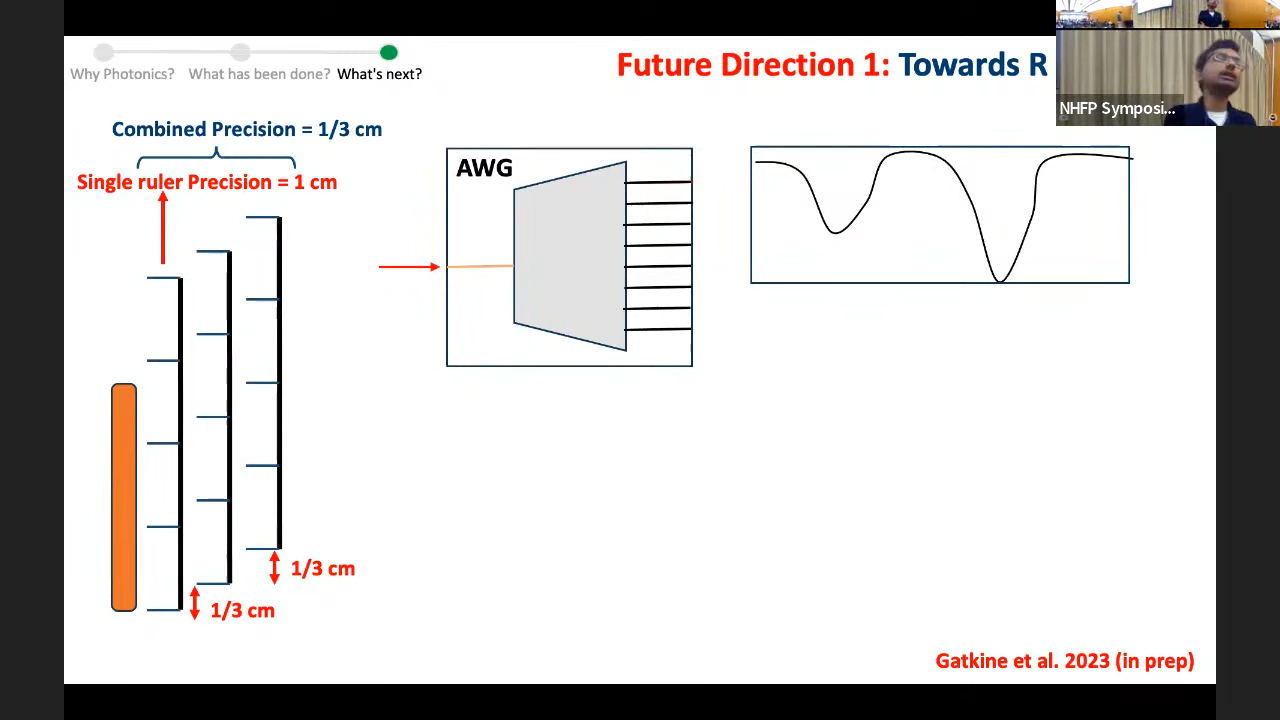 Why Photonics? What has been done? What's next?
Future Direction 1: Towards R
NHFP Symposi...
Combined Precision = 1/3 cm
Single ruler Precision = 1 cm
AWG
1/3 cm
1/3 cm
Gatkine et al. 2023 (in prep)